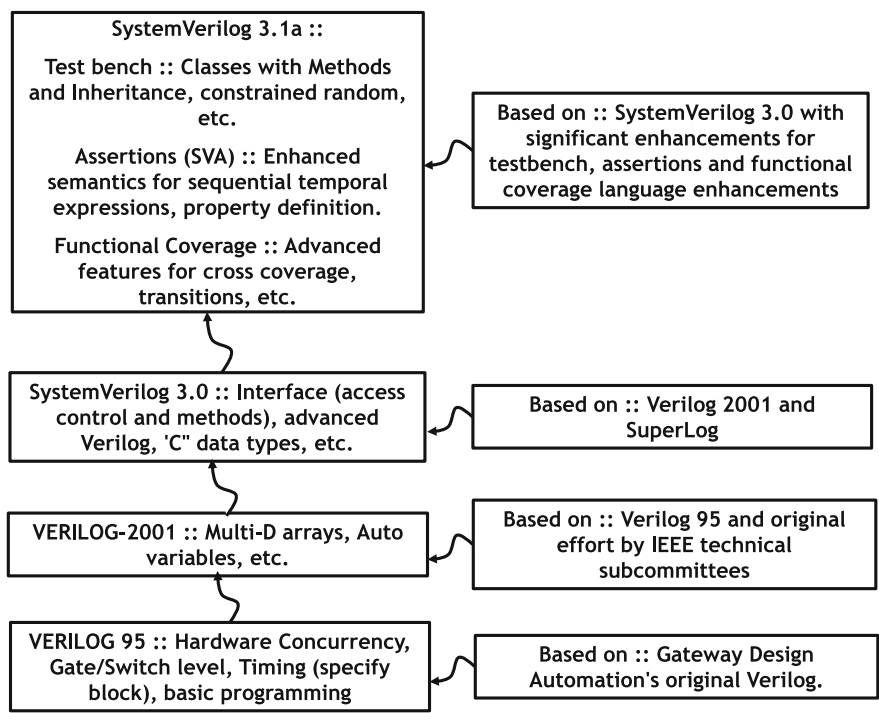 SystemVerilog 3.1a ::
Test bench :: Classes with Methods
and Inheritance, constrained random,
etc.
Assertions (SVA) :: Enhanced
semantics for sequential temporal
expressions, property definition.
Functional Coverage :: Advanced
features for cross coverage,
transitions, etc.
Based on :: SystemVerilog 3.0 with
significant enhancements for
testbench, assertions and functional
coverage language enhancements
SystemVerilog 3.0 :: Interface (access
control and methods), advanced
Verilog, 'C" data types, etc.
Based on :: Verilog 2001 and
SuperLog
VERILOG-2001 :: Multi-D arrays, Auto
variables, etc.
Based on :: Verilog 95 and original
effort by IEEE technical
subcommittees
VERILOG 95 :: Hardware Concurrency,
Gate/Switch level, Timing (specify
block), basic programming
Based on :: Gateway Design
Automation's original Verilog.